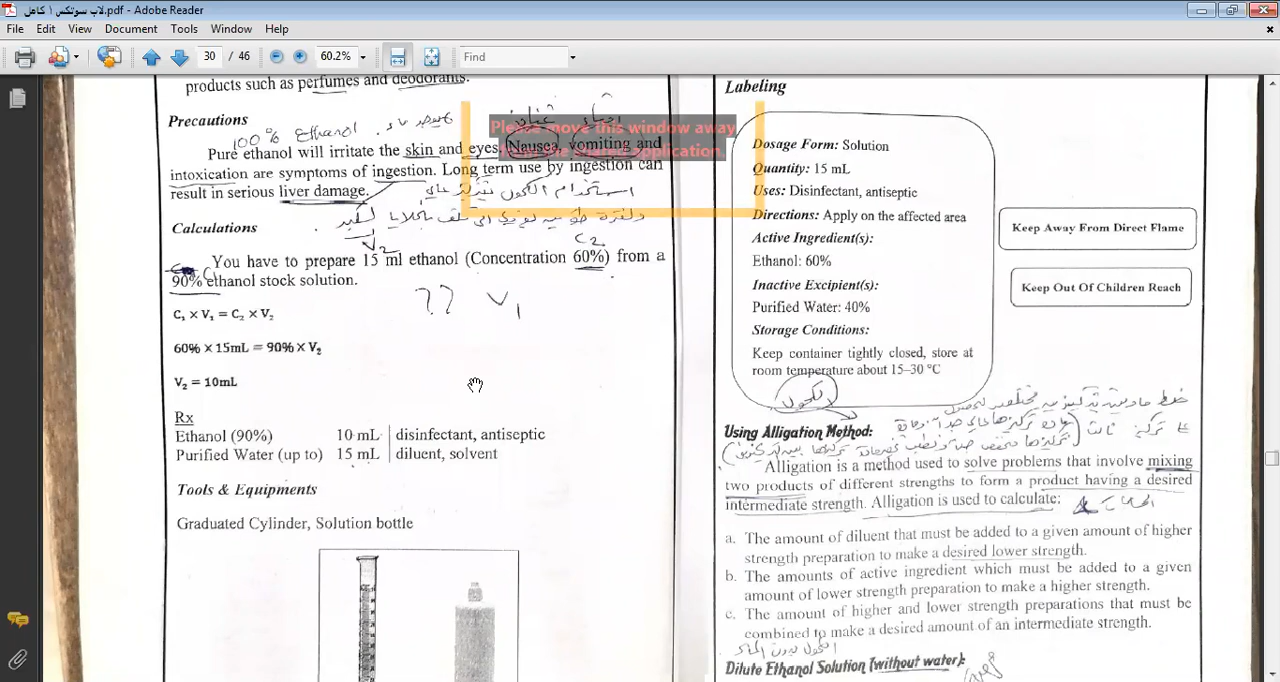 لاب سوتكس ١ كامل.pdf - Adobe Reader
File Edit View Document Tools Window Help
30 / 46 60.2% Find
products such as perfumes and deodorants.
Precautions
100% Ethanol
Please move this window away
application.
Pure ethanol will irritate the skin and eyes. Nausea, vomiting and
intoxication are symptoms of ingestion. Long term use by ingestion can
result in serious liver damage.
Calculations
V2 C2
You have to prepare 15 ml ethanol (Concentration 60%) from a
90% ethanol stock solution.
?? V1
C₁ × V₁ = C₂ × V₂
60% × 15mL = 90% × V₂
V₂ = 10mL
Rx
Ethanol (90%) 10 mL disinfectant, antiseptic
Purified Water (up to) 15 mL diluent, solvent
Tools & Equipments
Graduated Cylinder, Solution bottle
Labeling
Dosage Form: Solution
Quantity: 15 mL
Uses: Disinfectant, antiseptic
Directions: Apply on the affected area
Active Ingredient(s):
Ethanol: 60%
Inactive Excipient(s):
Purified Water: 40%
Storage Conditions:
Keep container tightly closed, store at
room temperature about 15–30 °C
Keep Away From Direct Flame
Keep Out Of Children Reach
الكحول
Using Alligation Method:
Alligation is a method used to solve problems that involve mixing
two products of different strengths to form a product having a desired
intermediate strength. Alligation is used to calculate:
a. The amount of diluent that must be added to a given amount of higher
strength preparation to make a desired lower strength.
b. The amounts of active ingredient which must be added to a given
amount of lower strength preparation to make a higher strength.
c. The amount of higher and lower strength preparations that must be
combined to make a desired amount of an intermediate strength.
Dilute Ethanol Solution (without water):